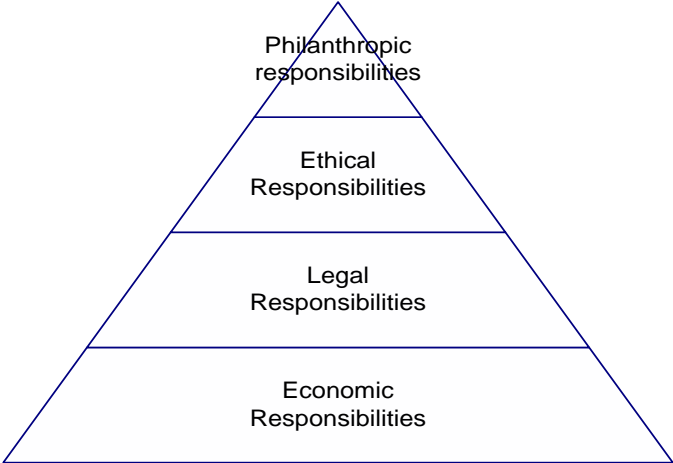 Philanthropic
responsibilities
Ethical
Responsibilities
Legal
Responsibilities
Economic
Responsibilities